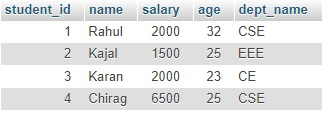 student_id name salary age dept_name
1 Rahul 2000 32 CSE
2 Kajal 1500 25 EEE
3 Karan 2000 23 CE
4 Chirag 6500 25 CSE